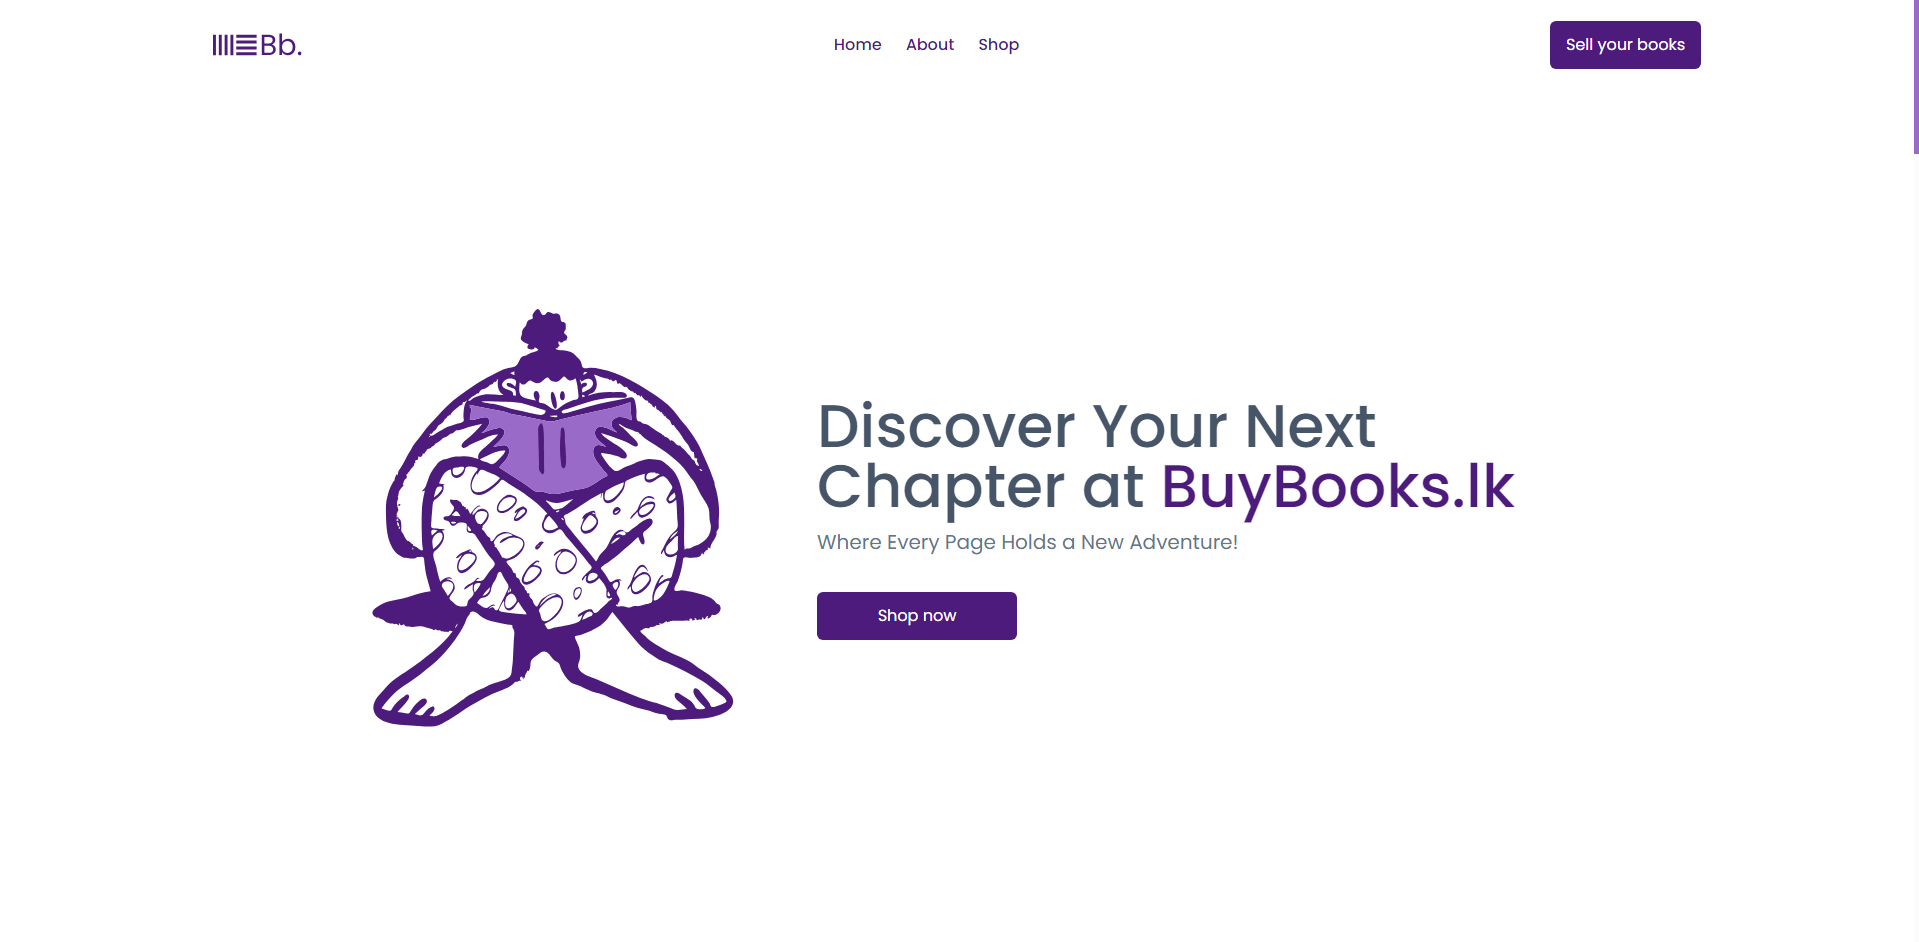 Bb.
Home About Shop
Sell your books
Discover Your Next
Chapter at BuyBooks.lk
Where Every Page Holds a New Adventure!
Shop now